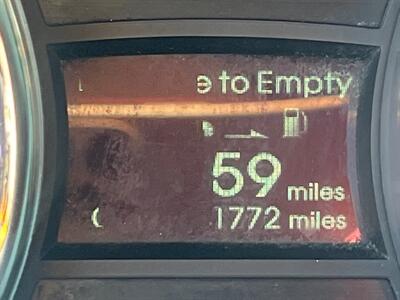 e to Empty
59 miles
1772 miles